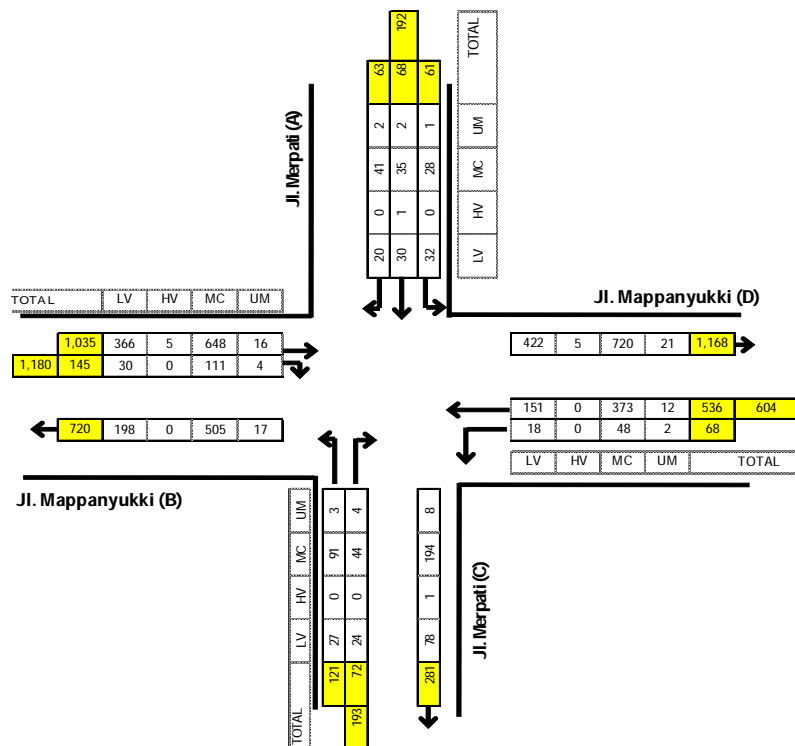 192
63 68 61 TOTAL
2 2 1 UM
41 35 28 MC
0 1 0 HV
20 30 32 LV
Jl. Merpati (A)
TOTAL LV HV MC UM
1,035 366 5 648 16
1,180 145 30 0 111 4
720 198 0 505 17
Jl. Mappanyukki (B)
Jl. Mappanyukki (D)
422 5 720 21 1,168
151 0 373 12 536 604
18 0 48 2 68
LV HV MC UM TOTAL
UM 3 4 8
MC 91 44 194
HV 0 0 1
LV 27 24 78
TOTAL 121 72 281
193
Jl. Merpati (C)